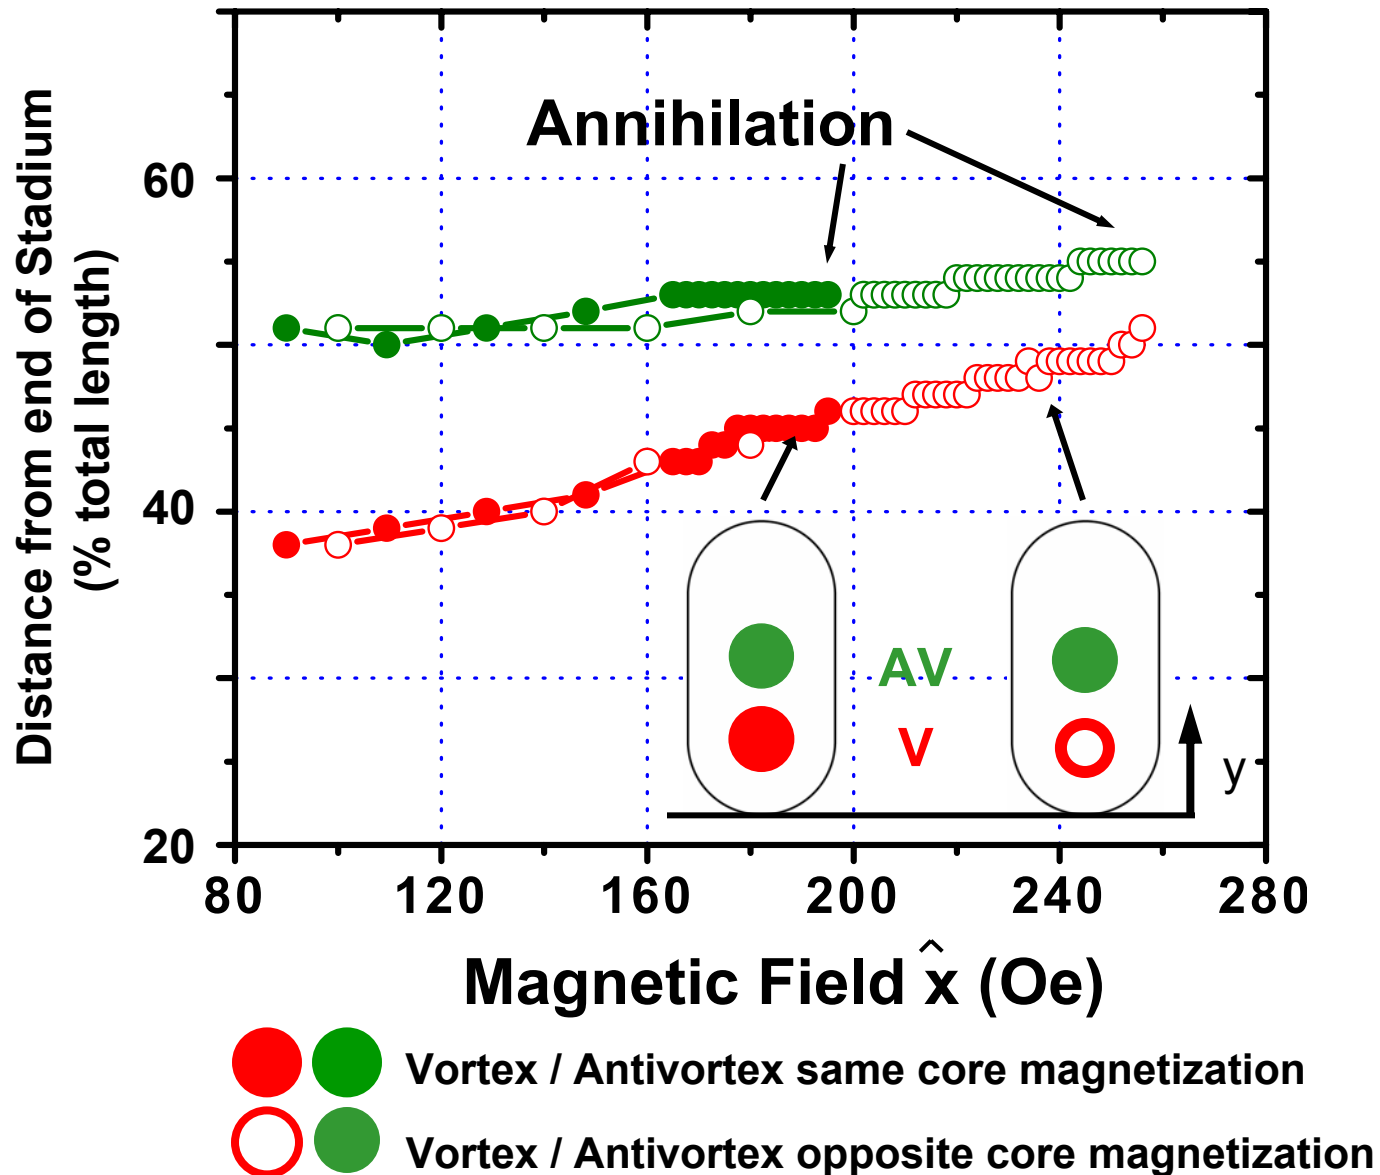 Distance from end of Stadium
(% total length)
Annihilation
60
40
20
AV
V
y
80 120 160 200 240 280
Magnetic Field x̂ (Oe)
Vortex / Antivortex same core magnetization
Vortex / Antivortex opposite core magnetization